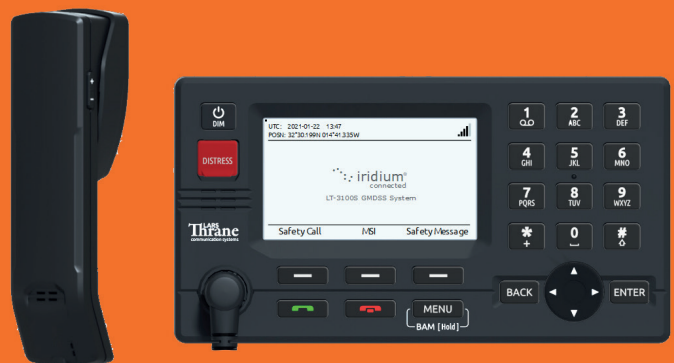 DIM
DISTRESS
UTC: 2021-01-22 13:47
POSN: 32°30.199N 014°41.335W
iridium®
connected
LT-3100S GMDSS System
Safety Call MSI Safety Message
LARS
Thrane
communication systems
1 2 ABC 3 DEF
4 GHI 5 JKL 6 MNO
7 PQRS 8 TUV 9 WXYZ
* + 0 #
BACK ENTER
MENU
BAM [Hold]